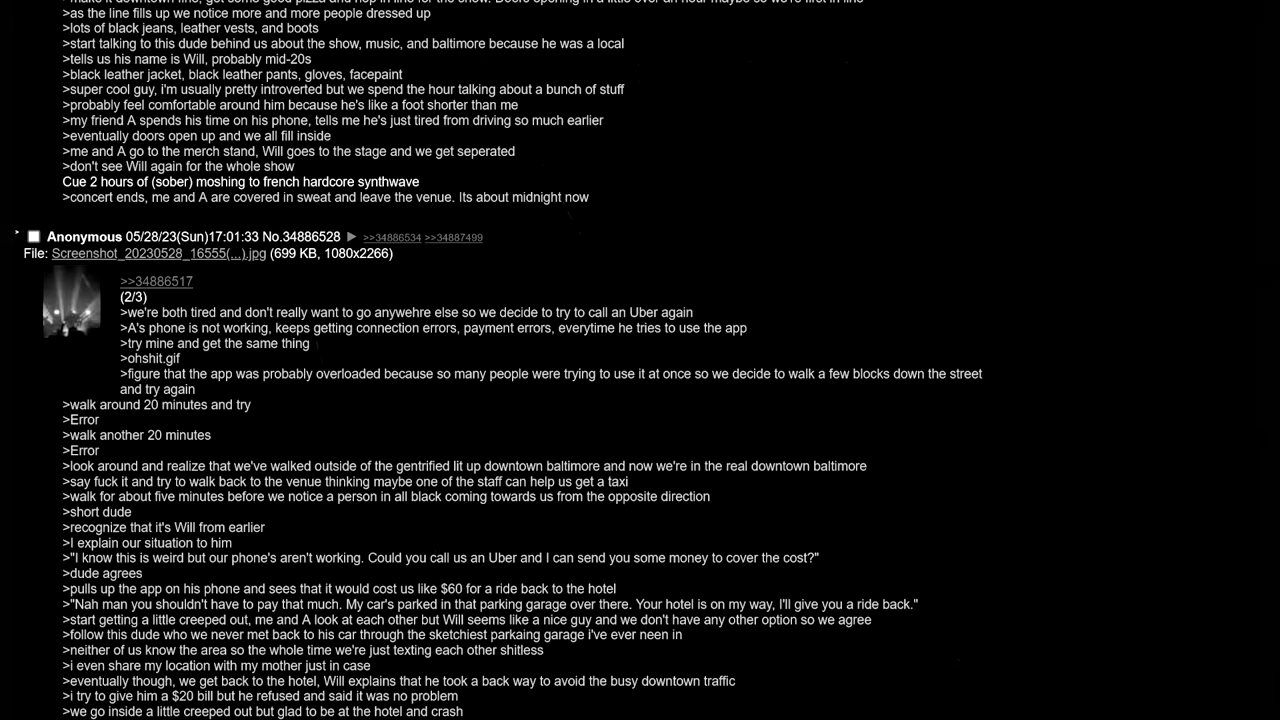 >make it downtown fine, get some good pizza and hop in line for the show. Doors opening in a little over an hour maybe so we're first in line
>as the line fills up we notice more and more people dressed up
>lots of black jeans, leather vests, and boots
>start talking to this dude behind us about the show, music, and baltimore because he was a local
>tells us his name is Will, probably mid-20s
>black leather jacket, black leather pants, gloves, facepaint
>super cool guy, i'm usually pretty introverted but we spend the hour talking about a bunch of stuff
>probably feel comfortable around him because he's like a foot shorter than me
>my friend A spends his time on his phone, tells me he's just tired from driving so much earlier
>eventually doors open up and we all fill inside
>me and A go to the merch stand, Will goes to the stage and we get seperated
>don't see Will again for the whole show
Cue 2 hours of (sober) moshing to french hardcore synthwave
>concert ends, me and A are covered in sweat and leave the venue. Its about midnight now
Anonymous 05/28/23(Sun)17:01:33 No.34886528 ▶ >>34886534 >>34887499
File: Screenshot_20230528_16555(...).jpg (699 KB, 1080x2266)
>>34886517
(2/3)
>we're both tired and don't really want to go anywehre else so we decide to try to call an Uber again
>A's phone is not working, keeps getting connection errors, payment errors, everytime he tries to use the app
>try mine and get the same thing
>ohshit.gif
>figure that the app was probably overloaded because so many people were trying to use it at once so we decide to walk a few blocks down the street
and try again
>walk around 20 minutes and try
>Error
>walk another 20 minutes
>Error
>look around and realize that we've walked outside of the gentrified lit up downtown baltimore and now we're in the real downtown baltimore
>say fuck it and try to walk back to the venue thinking maybe one of the staff can help us get a taxi
>walk for about five minutes before we notice a person in all black coming towards us from the opposite direction
>short dude
>recognize that it's Will from earlier
>I explain our situation to him
>"I know this is weird but our phone's aren't working. Could you call us an Uber and I can send you some money to cover the cost?"
>dude agrees
>pulls up the app on his phone and sees that it would cost us like $60 for a ride back to the hotel
>"Nah man you shouldn't have to pay that much. My car's parked in that parking garage over there. Your hotel is on my way, I'll give you a ride back."
>start getting a little creeped out, me and A look at each other but Will seems like a nice guy and we don't have any other option so we agree
>follow this dude who we never met back to his car through the sketchiest parkaing garage i've ever neen in
>neither of us know the area so the whole time we're just texting each other shitless
>i even share my location with my mother just in case
>eventually though, we get back to the hotel, Will explains that he took a back way to avoid the busy downtown traffic
>i try to give him a $20 bill but he refused and said it was no problem
>we go inside a little creeped out but glad to be at the hotel and crash